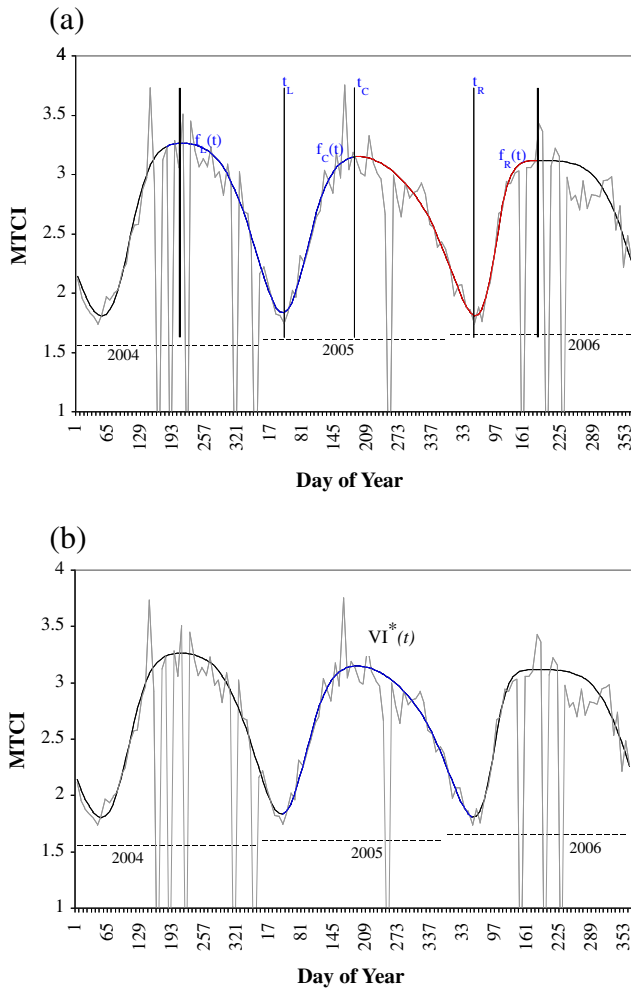 (a)
4
3.5
3
2.5
2
1.5
1
MTCI
t_L
t_C
t_R
f_L(t)
f_C(t)
f_R(t)
2004
2005
2006
1 65 129 193 257 321 17 81 145 209 273 337 33 97 161 225 289 353
Day of Year
(b)
4
3.5
3
2.5
2
1.5
1
MTCI
VI*(t)
2004
2005
2006
1 65 129 193 257 321 17 81 145 209 273 337 33 97 161 225 289 353
Day of Year